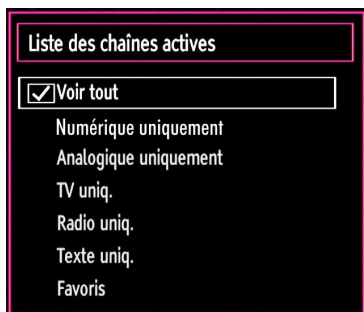 Liste des chaînes actives
Voir tout
Numérique uniquement
Analogique uniquement
TV uniq.
Radio uniq.
Texte uniq.
Favoris